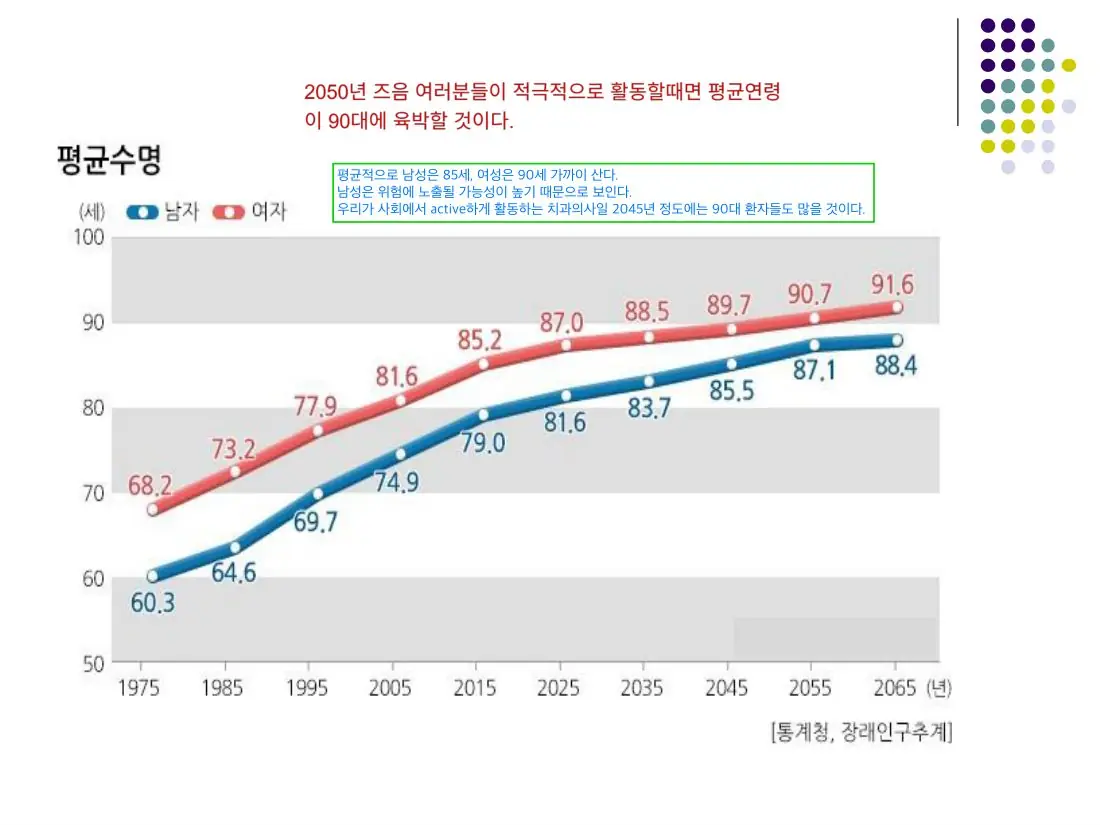 2050년 즈음 여러분들이 적극적으로 활동할때면 평균연령
이 90대에 육박할 것이다.
평균수명
평균적으로 남성은 85세, 여성은 90세 가까이 산다.
남성은 위험에 노출될 가능성이 높기 때문으로 보인다.
우리가 사회에서 active하게 활동하는 치과의사일 2045년 정도에는 90대 환자들도 많을 것이다.
(세) 남자 여자
100
90
80
70
60
50
68.2 73.2 77.9 81.6 85.2 87.0 88.5 89.7 90.7 91.6
60.3 64.6 69.7 74.9 79.0 81.6 83.7 85.5 87.1 88.4
1975 1985 1995 2005 2015 2025 2035 2045 2055 2065 (년)
[통계청, 장래인구추계]